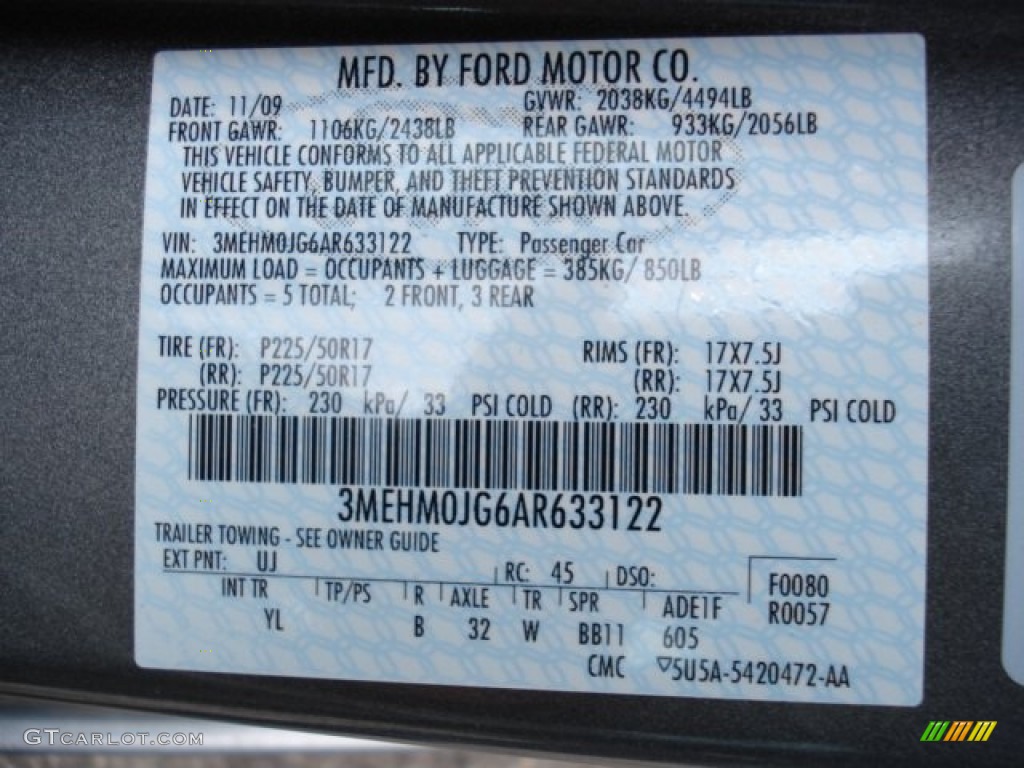 MFD. BY FORD MOTOR CO.
DATE: 11/09 GVWR: 2038KG/4494LB
FRONT GAWR: 1106KG/2438LB REAR GAWR: 933KG/2056LB
THIS VEHICLE CONFORMS TO ALL APPLICABLE FEDERAL MOTOR
VEHICLE SAFETY, BUMPER, AND THEFT PREVENTION STANDARDS
IN EFFECT ON THE DATE OF MANUFACTURE SHOWN ABOVE.
VIN: 3MEHM0JG6AR633122 TYPE: Passenger Car
MAXIMUM LOAD = OCCUPANTS + LUGGAGE = 385KG/ 850LB
OCCUPANTS = 5 TOTAL; 2 FRONT, 3 REAR
TIRE (FR): P225/50R17 RIMS (FR): 17X7.5J
(RR): P225/50R17 (RR): 17X7.5J
PRESSURE (FR): 230 kPa/ 33 PSI COLD (RR): 230 kPa/ 33 PSI COLD
3MEHM0JG6AR633122
TRAILER TOWING - SEE OWNER GUIDE
EXT PNT: UJ RC: 45 DSO: F0080
INT TR TP/PS R AXLE TR SPR ADE1F R0057
YL B 32 W BB11 605
CMC ▽5U5A-5420472-AA
GTCARLOT.COM